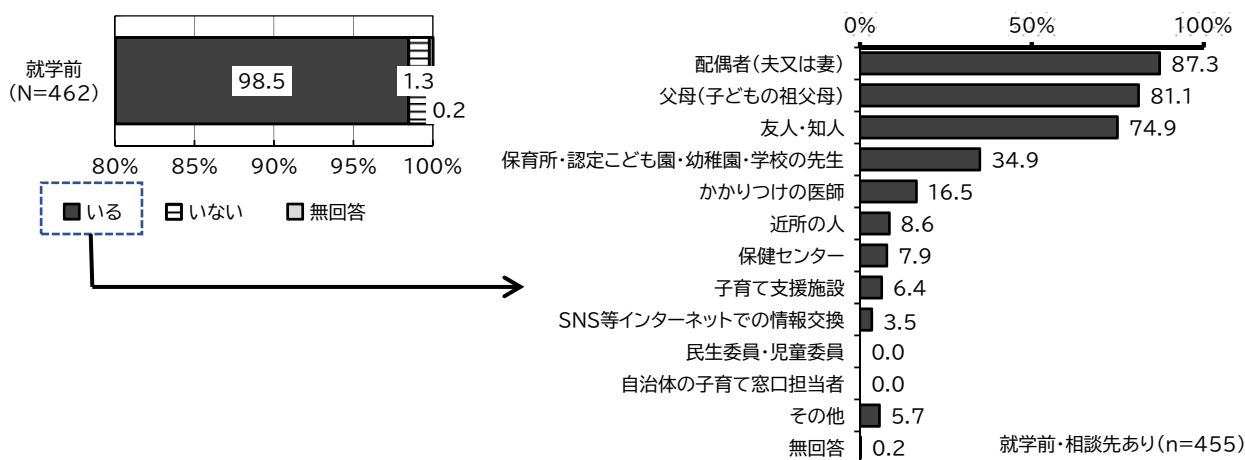 就学前
(N=462)
98.5
1.3
0.2
80%
85%
90%
95%
100%
いる
いない
無回答
0%
50%
100%
配偶者(夫又は妻) 87.3
父母(子どもの祖父母) 81.1
友人・知人 74.9
保育所・認定こども園・幼稚園・学校の先生 34.9
かかりつけの医師 16.5
近所の人 8.6
保健センター 7.9
子育て支援施設 6.4
SNS等インターネットでの情報交換 3.5
民生委員・児童委員 0.0
自治体の子育て窓口担当者 0.0
その他 5.7
無回答 0.2
就学前・相談先あり(n=455)